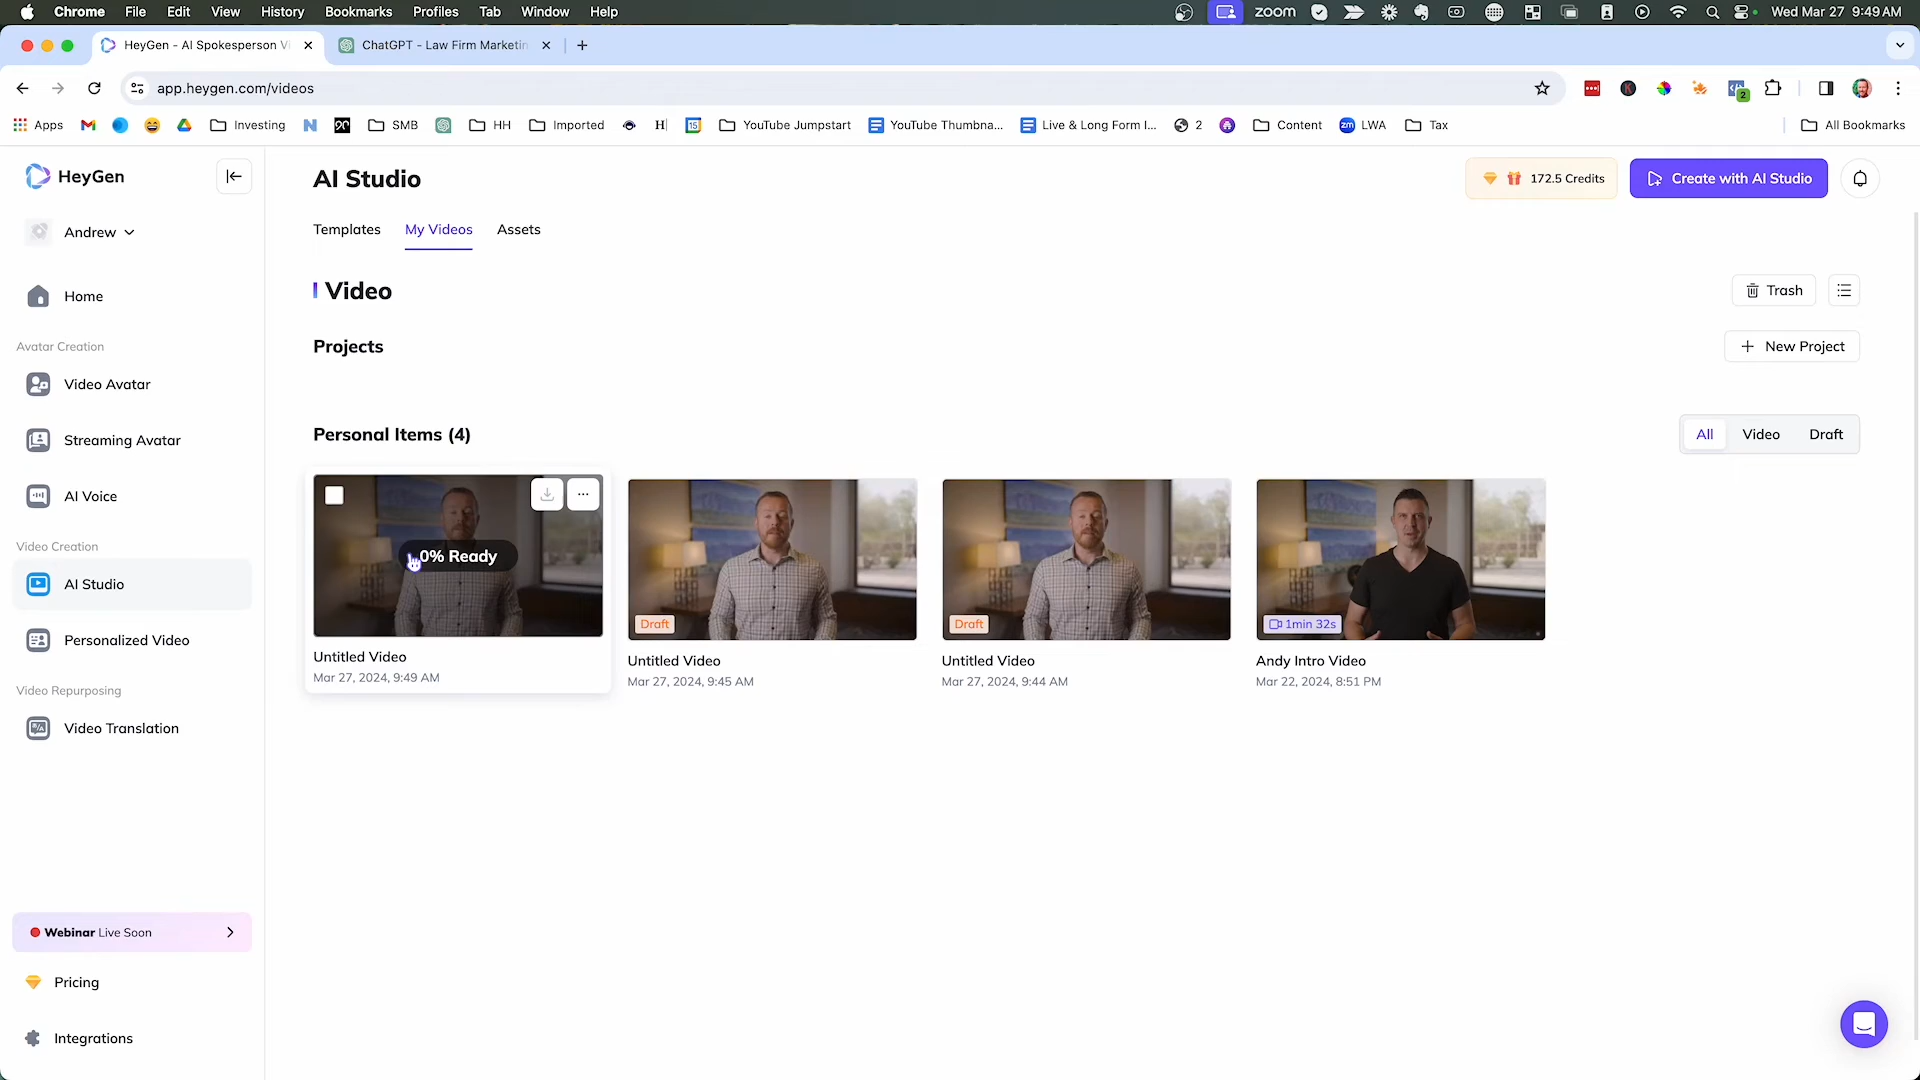 Chrome File Edit View History Bookmarks Profiles Tab Window Help
zoom
Wed Mar 27 9:49 AM
HeyGen - AI Spokesperson Vi
ChatGPT - Law Firm Marketin
app.heygen.com/videos
2
Apps
Investing
SMB
HH
Imported
H
15
YouTube Jumpstart
YouTube Thumbna...
Live & Long Form I...
2
Content
zm LWA
Tax
All Bookmarks
HeyGen
AI Studio
172.5 Credits
Create with AI Studio
Andrew
Templates
My Videos
Assets
Home
Video
Trash
Avatar Creation
Projects
New Project
Video Avatar
Streaming Avatar
Personal Items (4)
All
Video
Draft
AI Voice
Video Creation
0% Ready
AI Studio
Draft
Draft
1min 32s
Personalized Video
Untitled Video
Mar 27, 2024, 9:49 AM
Untitled Video
Mar 27, 2024, 9:45 AM
Untitled Video
Mar 27, 2024, 9:44 AM
Andy Intro Video
Mar 22, 2024, 8:51 PM
Video Repurposing
Video Translation
Webinar Live Soon
Pricing
Integrations